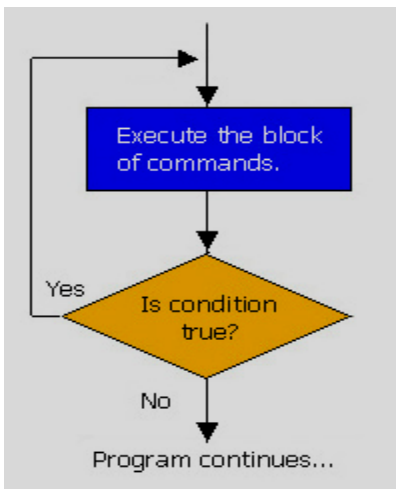 Execute the block
of commands.
Yes
Is condition
true?
No
Program continues...